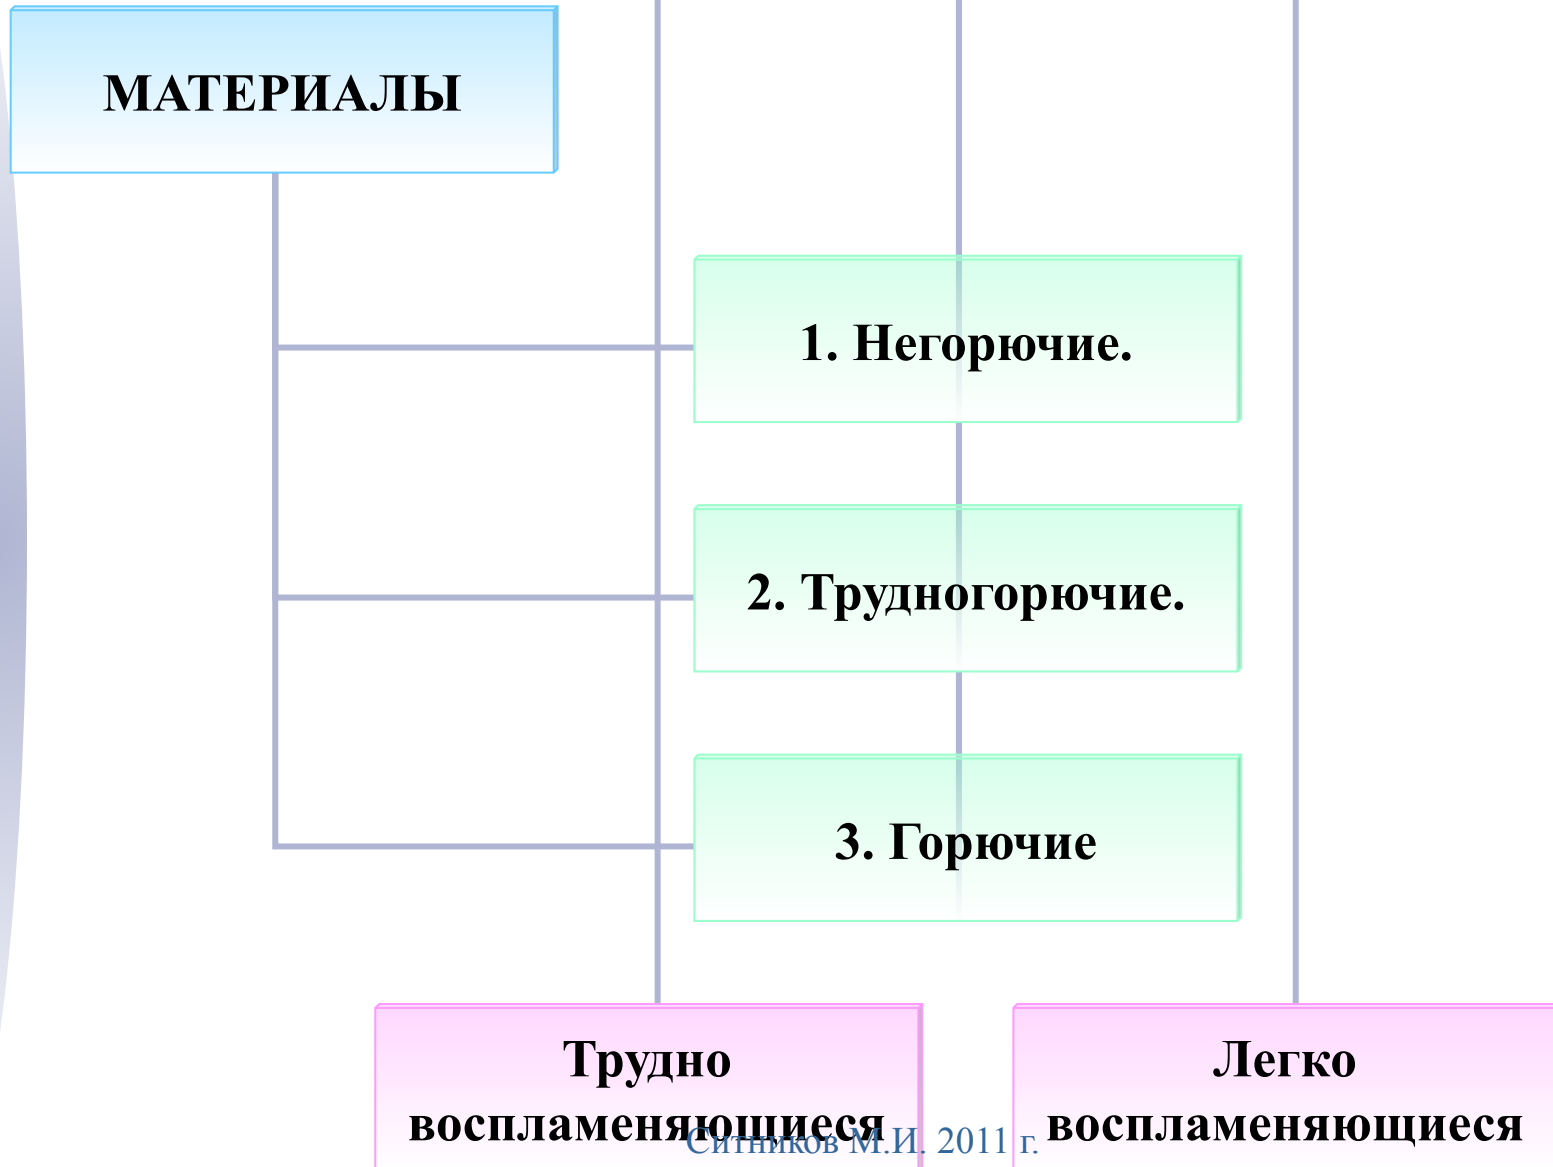 МАТЕРИАЛЫ
1. Негорючие.
2. Трудногорючие.
3. Горючие
Трудно
воспламеняющиеся
Легко
воспламеняющиеся
Ситников М.И. 2011 г.